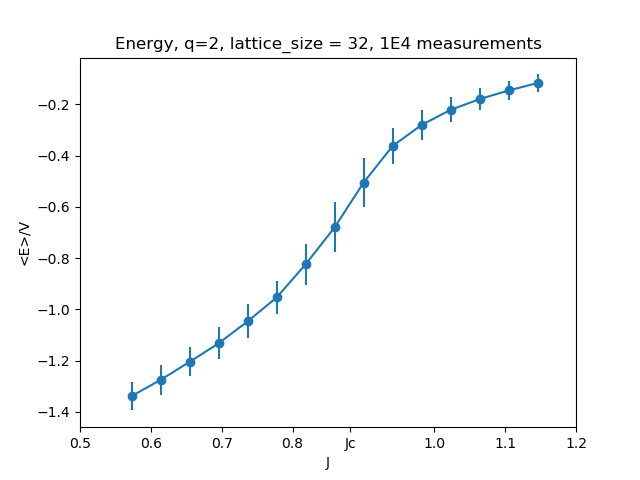 Energy, q=2, lattice_size = 32, 1E4 measurements
<E>/V
−0.2
−0.4
−0.6
−0.8
−1.0
−1.2
−1.4
0.5 0.6 0.7 0.8 Jc 1.0 1.1 1.2
J